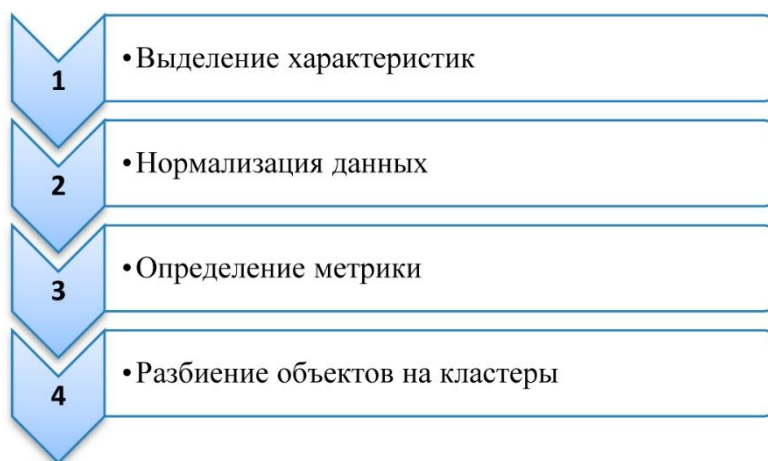 1 •Выделение характеристик
2 •Нормализация данных
3 •Определение метрики
4 •Разбиение объектов на кластеры